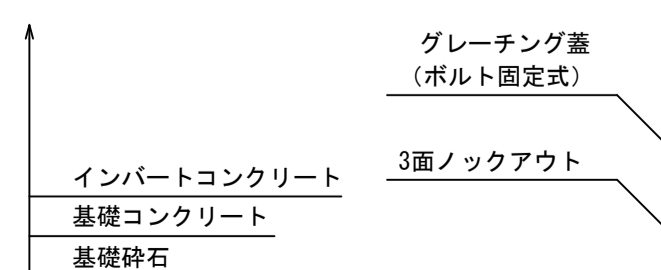 グレーチング蓋
（ボルト固定式）
3面ノックアウト
インバートコンクリート
基礎コンクリート
基礎砕石